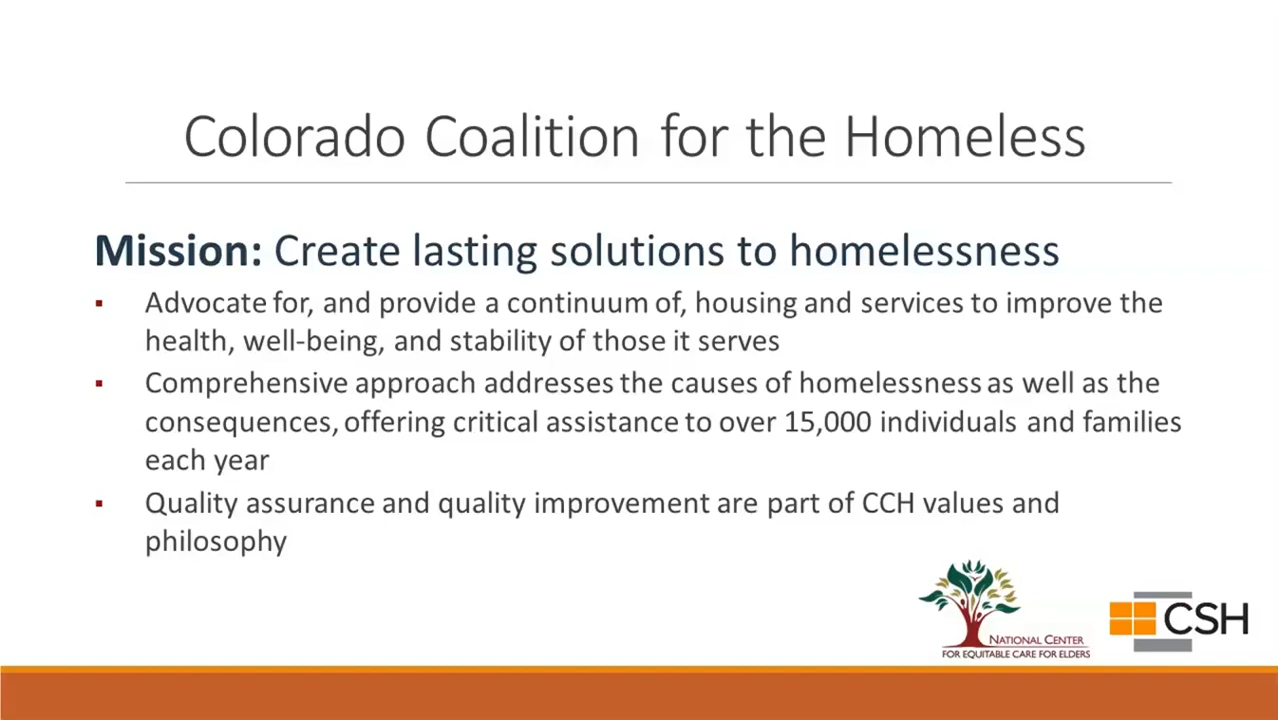 Colorado Coalition for the Homeless
Mission: Create lasting solutions to homelessness
▪ Advocate for, and provide a continuum of, housing and services to improve the
health, well-being, and stability of those it serves
▪ Comprehensive approach addresses the causes of homelessness as well as the
consequences, offering critical assistance to over 15,000 individuals and families
each year
▪ Quality assurance and quality improvement are part of CCH values and
philosophy
NATIONAL CENTER
FOR EQUITABLE CARE FOR ELDERS
CSH